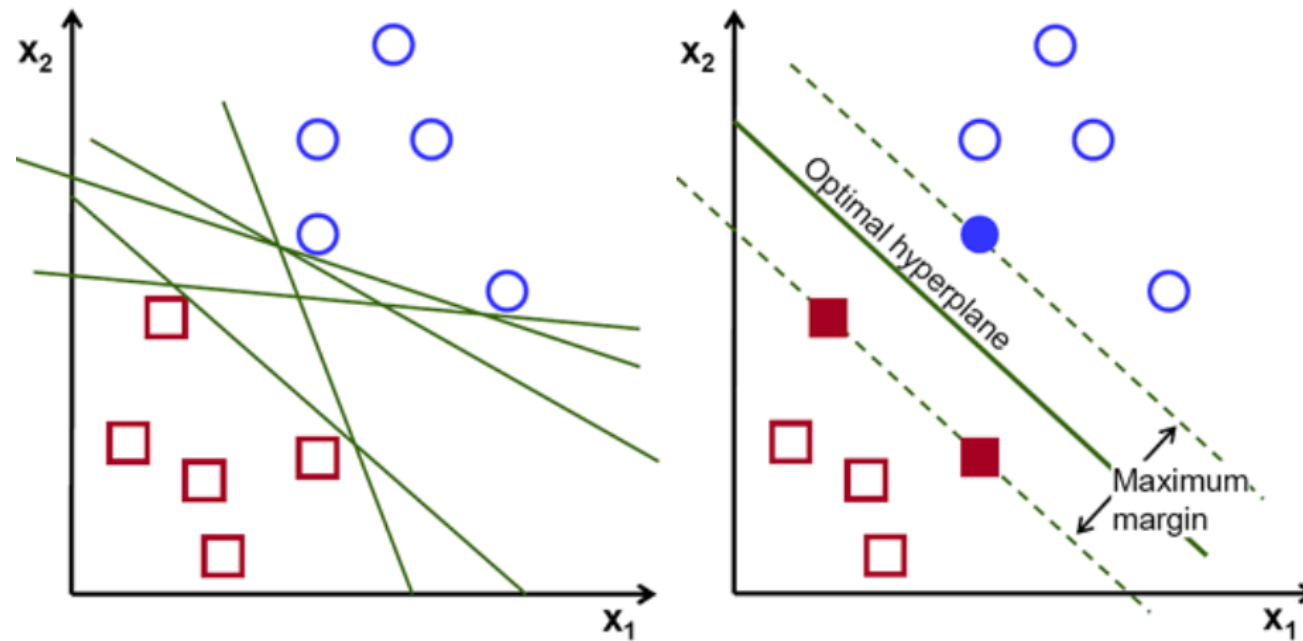 x₂
x₁
x₂
Optimal hyperplane
Maximum
margin
x₁